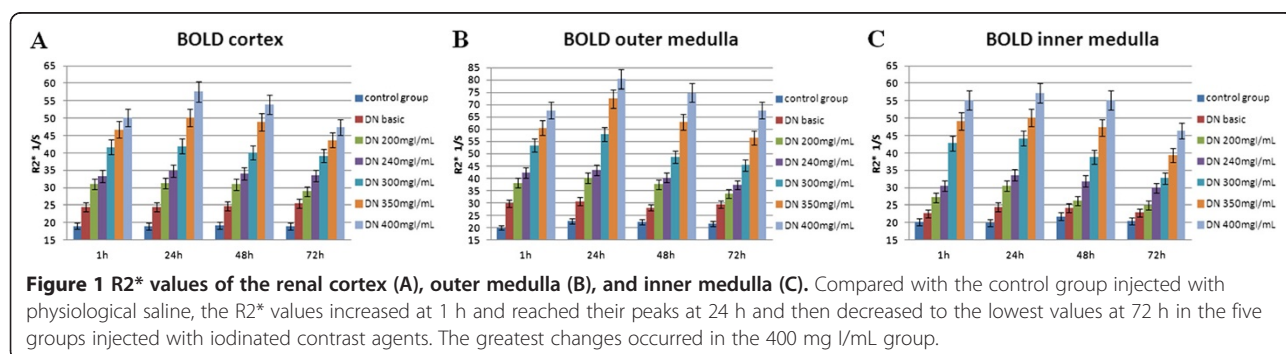 A BOLD cortex
65
60
55
50
45
40
35
30
25
20
15
R2* 1/s
1h 24h 48h 72h
control group
DN basic
DN 200mgI/mL
DN 240mgI/mL
DN 300mgI/mL
DN 350mgI/mL
DN 400mgI/mL
B BOLD outer medulla
85
80
75
70
65
60
55
50
45
40
35
30
25
20
15
R2* 1/s
1h 24h 48h 72h
control group
DN basic
DN 200mgI/mL
DN 240mgI/mL
DN 300mgI/mL
DN 350mgI/mL
DN 400mgI/mL
C BOLD inner medulla
65
60
55
50
45
40
35
30
25
20
15
R2* 1/s
1h 24h 48h 72h
control group
DN basic
DN 200mgI/mL
DN 240mgI/mL
DN 300mgI/mL
DN 350mgI/mL
DN 400mgI/mL
Figure 1 R2* values of the renal cortex (A), outer medulla (B), and inner medulla (C). Compared with the control group injected with
physiological saline, the R2* values increased at 1 h and reached their peaks at 24 h and then decreased to the lowest values at 72 h in the five
groups injected with iodinated contrast agents. The greatest changes occurred in the 400 mg I/mL group.